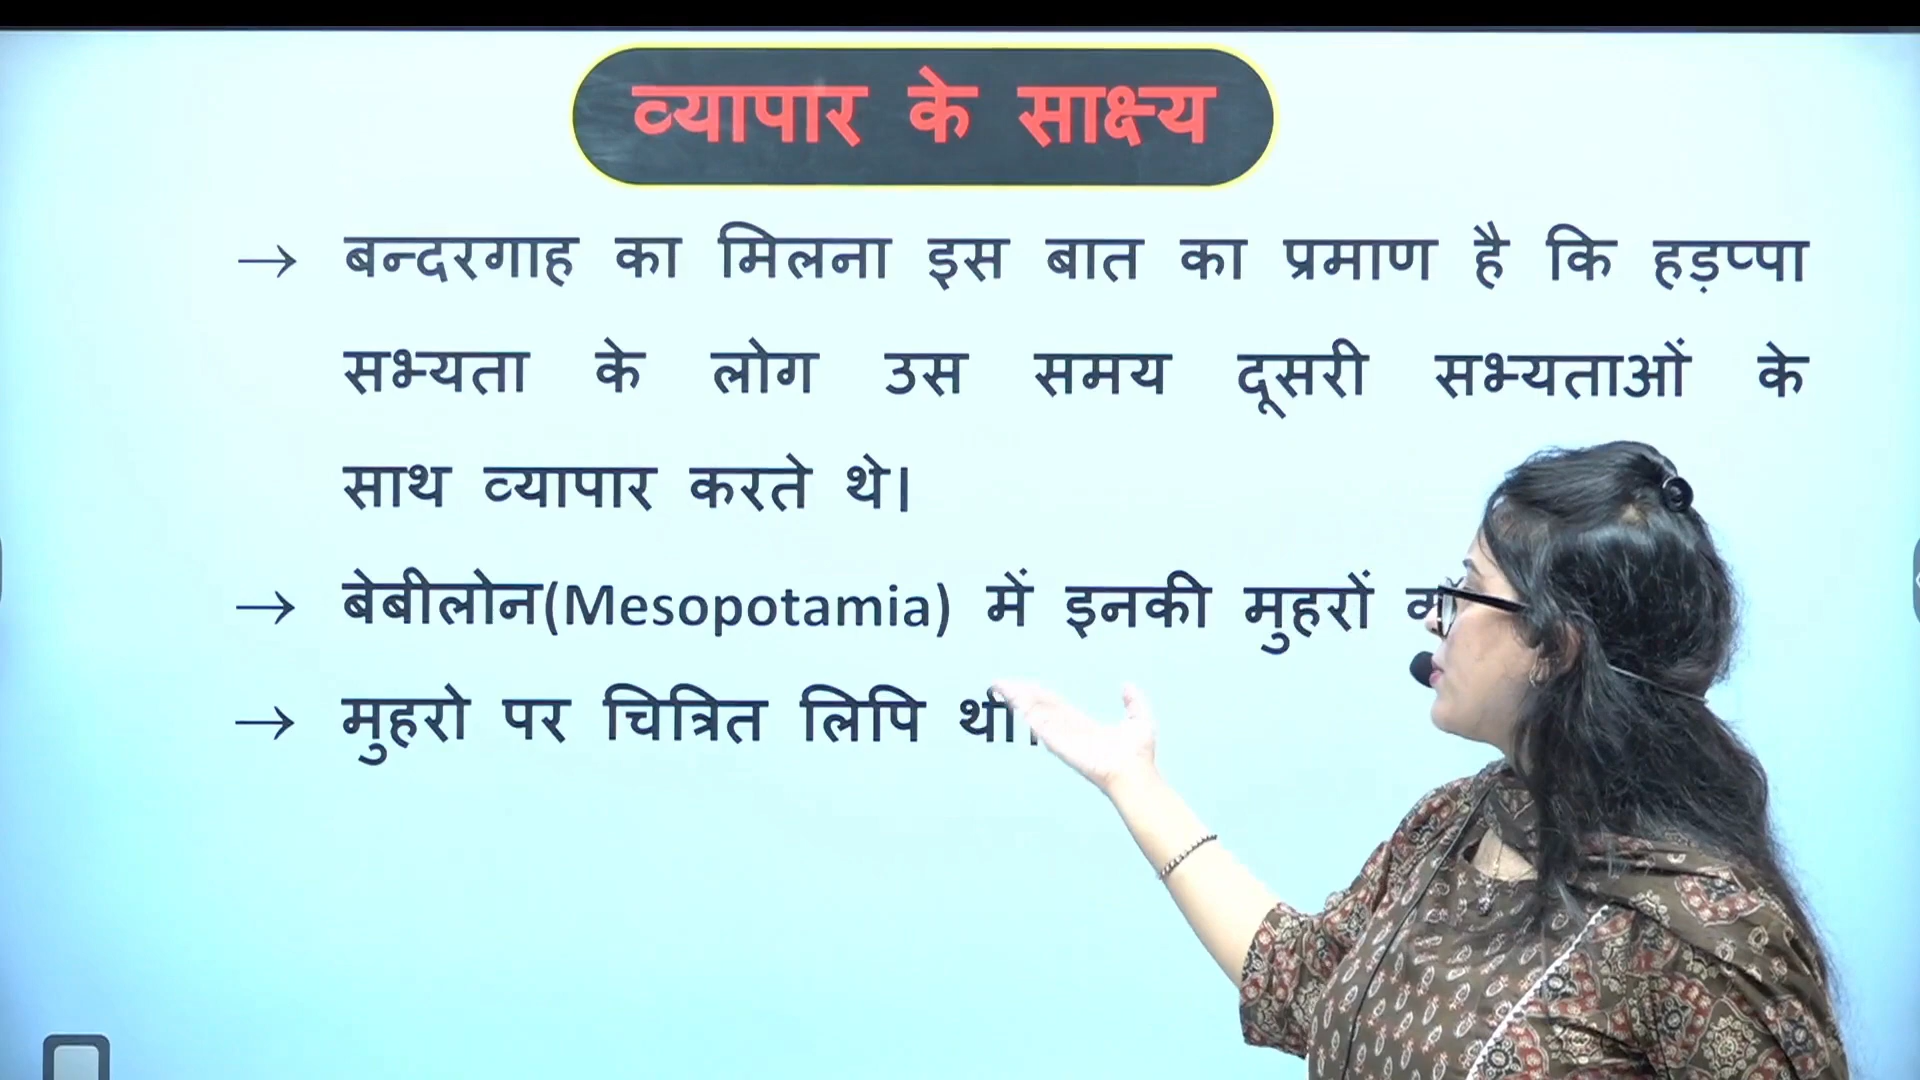 व्यापार के साक्ष्य
→ बन्दरगाह का मिलना इस बात का प्रमाण है कि हड़प्पा
सभ्यता के लोग उस समय दूसरी सभ्यताओं के
साथ व्यापार करते थे।
→ बेबीलोन(Mesopotamia) में इनकी मुहरों
→ मुहरो पर चित्रित लिपि थी।